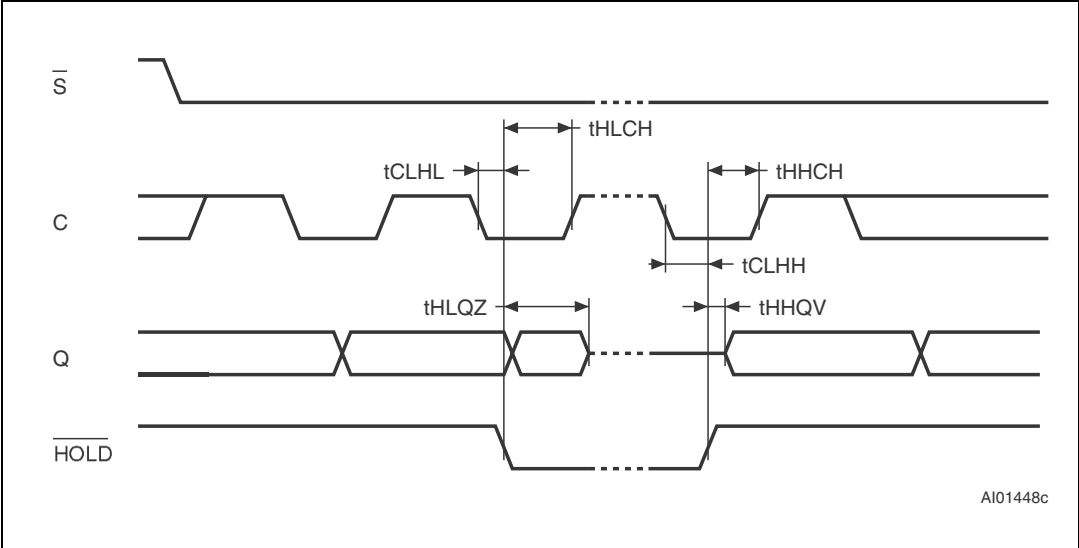 S
tHLCH
tCLHL
tHHCH
C
tCLHH
tHLQZ
tHHQV
Q
HOLD
AI01448c